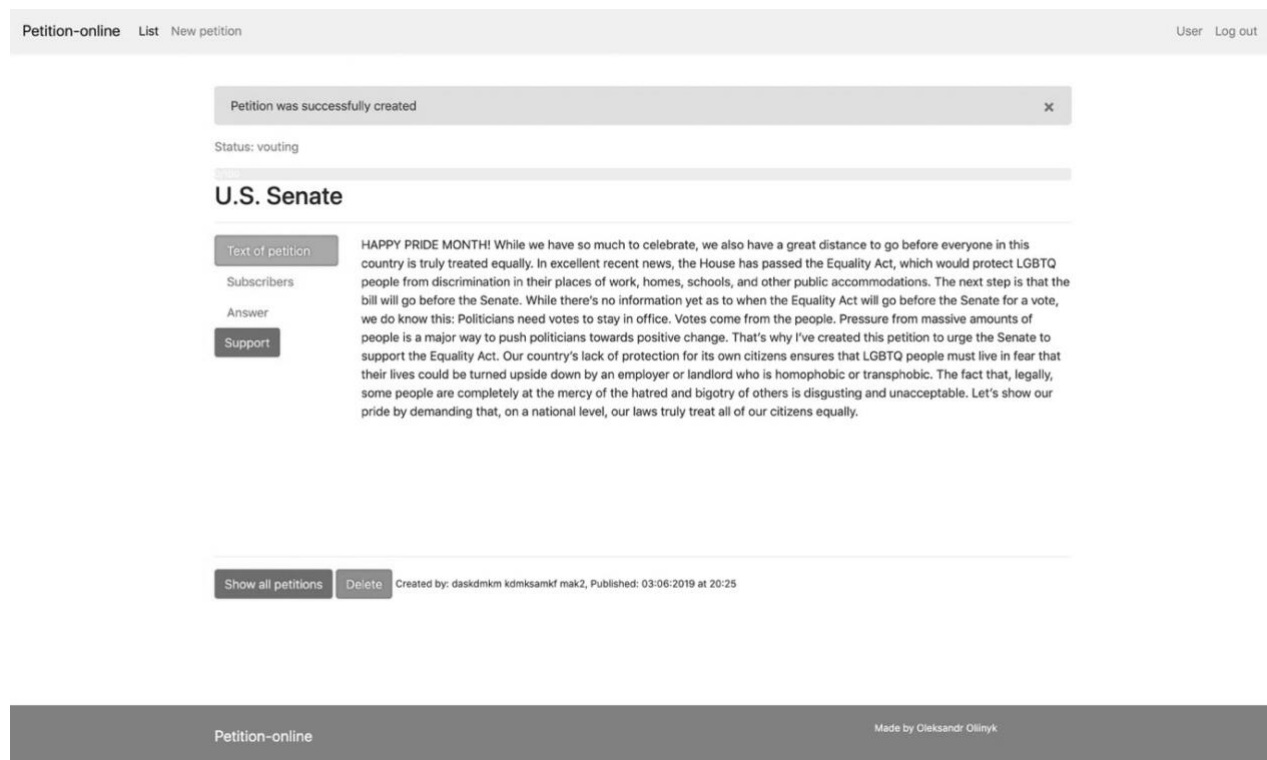 Petition-online List New petition User Log out
Petition was successfully created ×
Status: vouting
U.S. Senate
Text of petition
Subscribers
Answer
Support
HAPPY PRIDE MONTH! While we have so much to celebrate, we also have a great distance to go before everyone in this
country is truly treated equally. In excellent recent news, the House has passed the Equality Act, which would protect LGBTQ
people from discrimination in their places of work, homes, schools, and other public accommodations. The next step is that the
bill will go before the Senate. While there's no information yet as to when the Equality Act will go before the Senate for a vote,
we do know this: Politicians need votes to stay in office. Votes come from the people. Pressure from massive amounts of
people is a major way to push politicians towards positive change. That's why I've created this petition to urge the Senate to
support the Equality Act. Our country's lack of protection for its own citizens ensures that LGBTQ people must live in fear that
their lives could be turned upside down by an employer or landlord who is homophobic or transphobic. The fact that, legally,
some people are completely at the mercy of the hatred and bigotry of others is disgusting and unacceptable. Let's show our
pride by demanding that, on a national level, our laws truly treat all of our citizens equally.
Show all petitions Delete Created by: daskdmkm kdmksamkf mak2, Published: 03:06:2019 at 20:25
Petition-online Made by Oleksandr Oliinyk